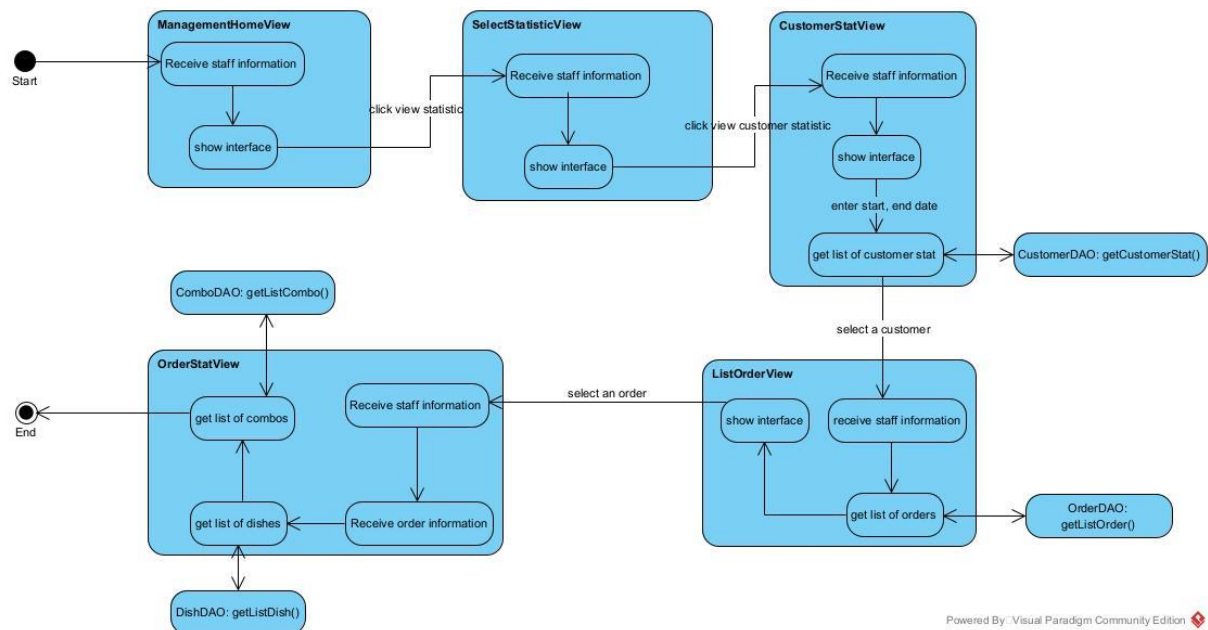 ManagementHomeView
Receive staff information
show interface
Start
click view statistic
SelectStatisticView
Receive staff information
show interface
click view customer statistic
CustomerStatView
Receive staff information
show interface
enter start, end date
get list of customer stat
CustomerDAO: getCustomerStat()
select a customer
ListOrderView
receive staff information
get list of orders
show interface
OrderDAO:
getListOrder()
select an order
OrderStatView
Receive staff information
Receive order information
get list of dishes
get list of combos
ComboDAO: getListCombo()
DishDAO: getListDish()
End
Powered By Visual Paradigm Community Edition